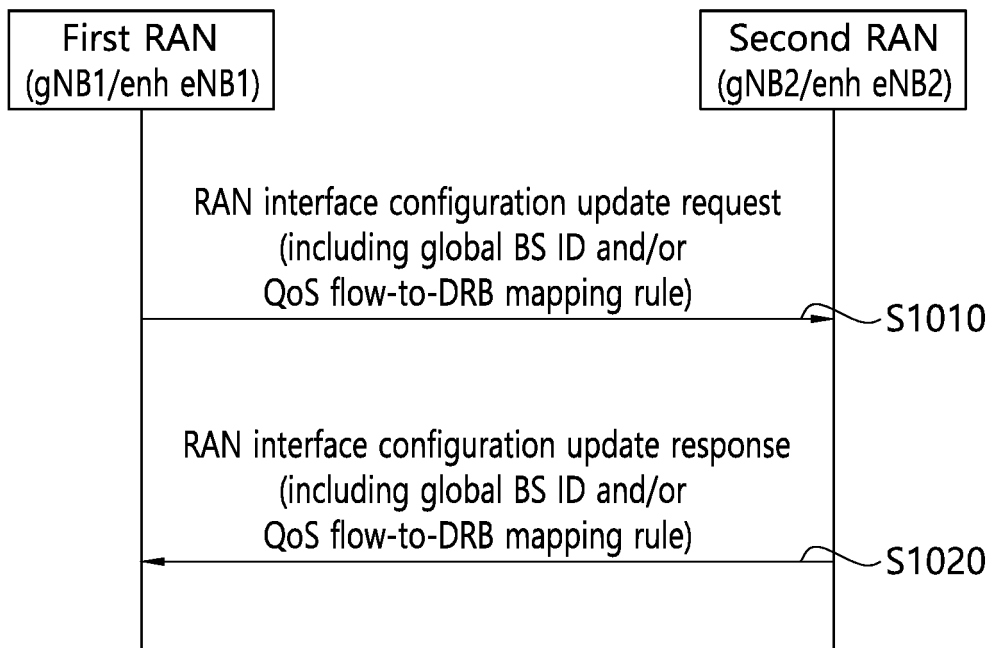 First RAN
(gNB1/enh eNB1)
Second RAN
(gNB2/enh eNB2)
RAN interface configuration update request
(including global BS ID and/or
QoS flow-to-DRB mapping rule)
S1010
RAN interface configuration update response
(including global BS ID and/or
QoS flow-to-DRB mapping rule)
S1020